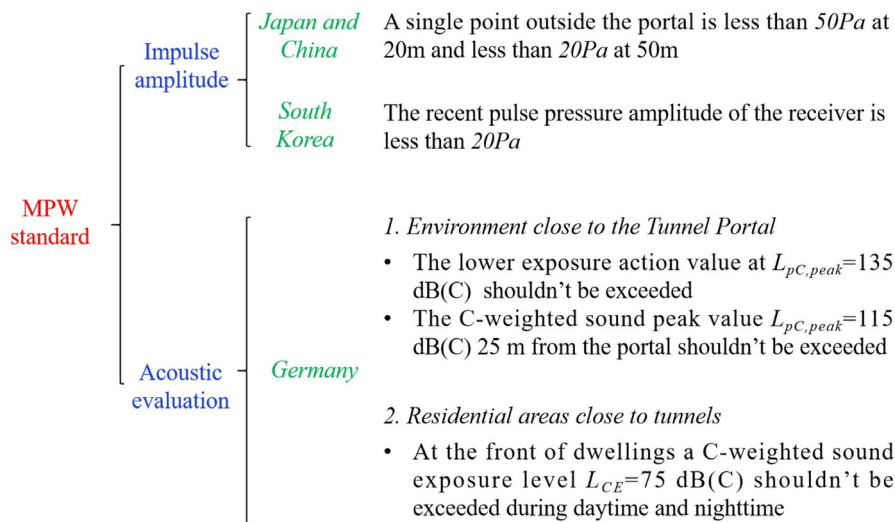 MPW
standard
Impulse
amplitude
Japan and
China
A single point outside the portal is less than 50Pa at
20m and less than 20Pa at 50m
South
Korea
The recent pulse pressure amplitude of the receiver is
less than 20Pa
Acoustic
evaluation
Germany
1. Environment close to the Tunnel Portal
• The lower exposure action value at LpC,peak=135
dB(C) shouldn’t be exceeded
• The C-weighted sound peak value LpC,peak=115
dB(C) 25 m from the portal shouldn’t be exceeded
2. Residential areas close to tunnels
• At the front of dwellings a C-weighted sound
exposure level LCE=75 dB(C) shouldn’t be
exceeded during daytime and nighttime